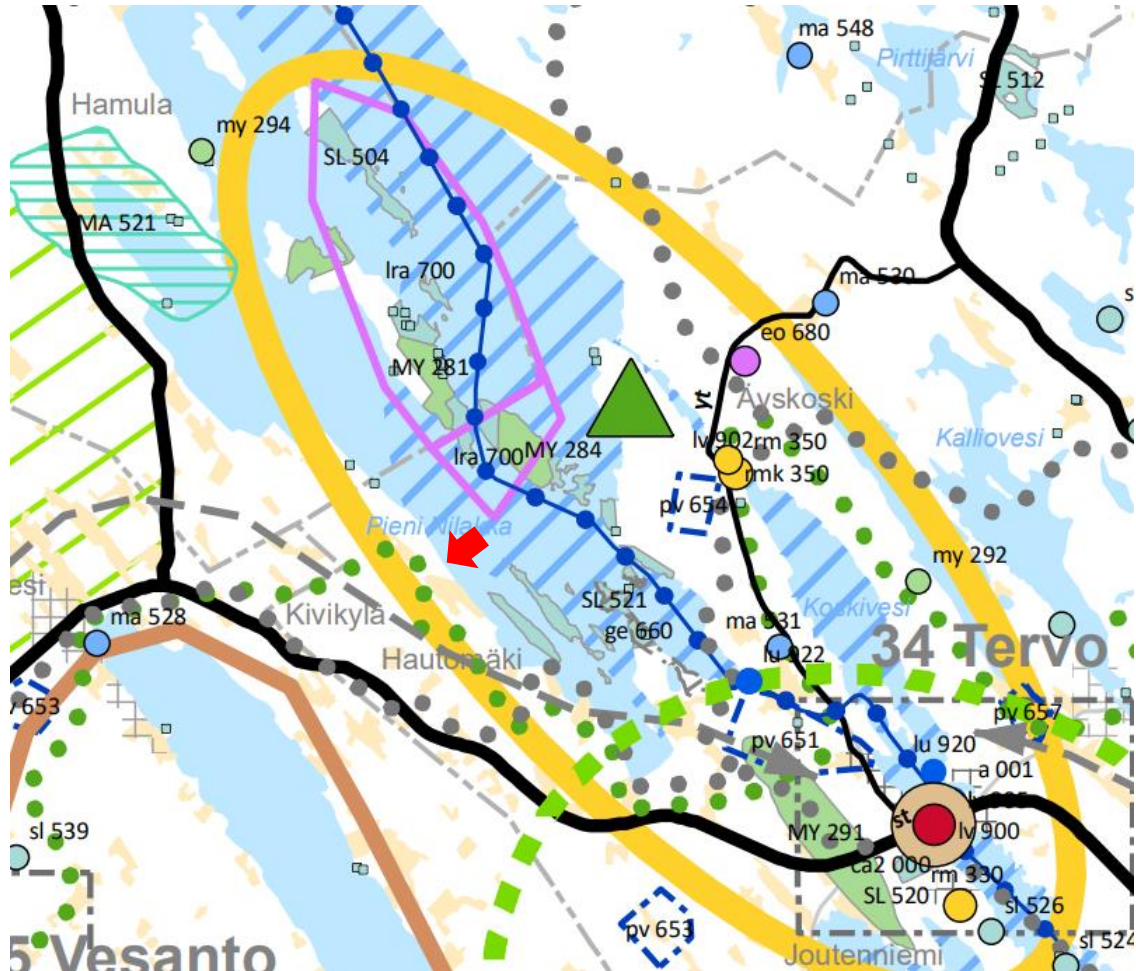 ma 548
Pirttijärvi
SL 512
Hamula
my 294
SL 504
MA 521
lra 700
ma 530
s
eo 680
MY 281
yt
Äyskoski
lv 902
rm 350
Kalliovesi
MY 284
lra 700
rmk 350
pv 654
Pieni Nilakka
my 292
esi
SL 521
Koskivesi
Kivikylä
ma 528
ge 660
ma 531
34 Tervo
Hautomäki
lu 922
v 653
pv 657
pv 651
lu 920
a 001
st
sl 539
MY 291
lv 900
ca2 000
rm 330
SL 520
sl 526
pv 653
sl 524
5 Vesanto
Joutenniemi